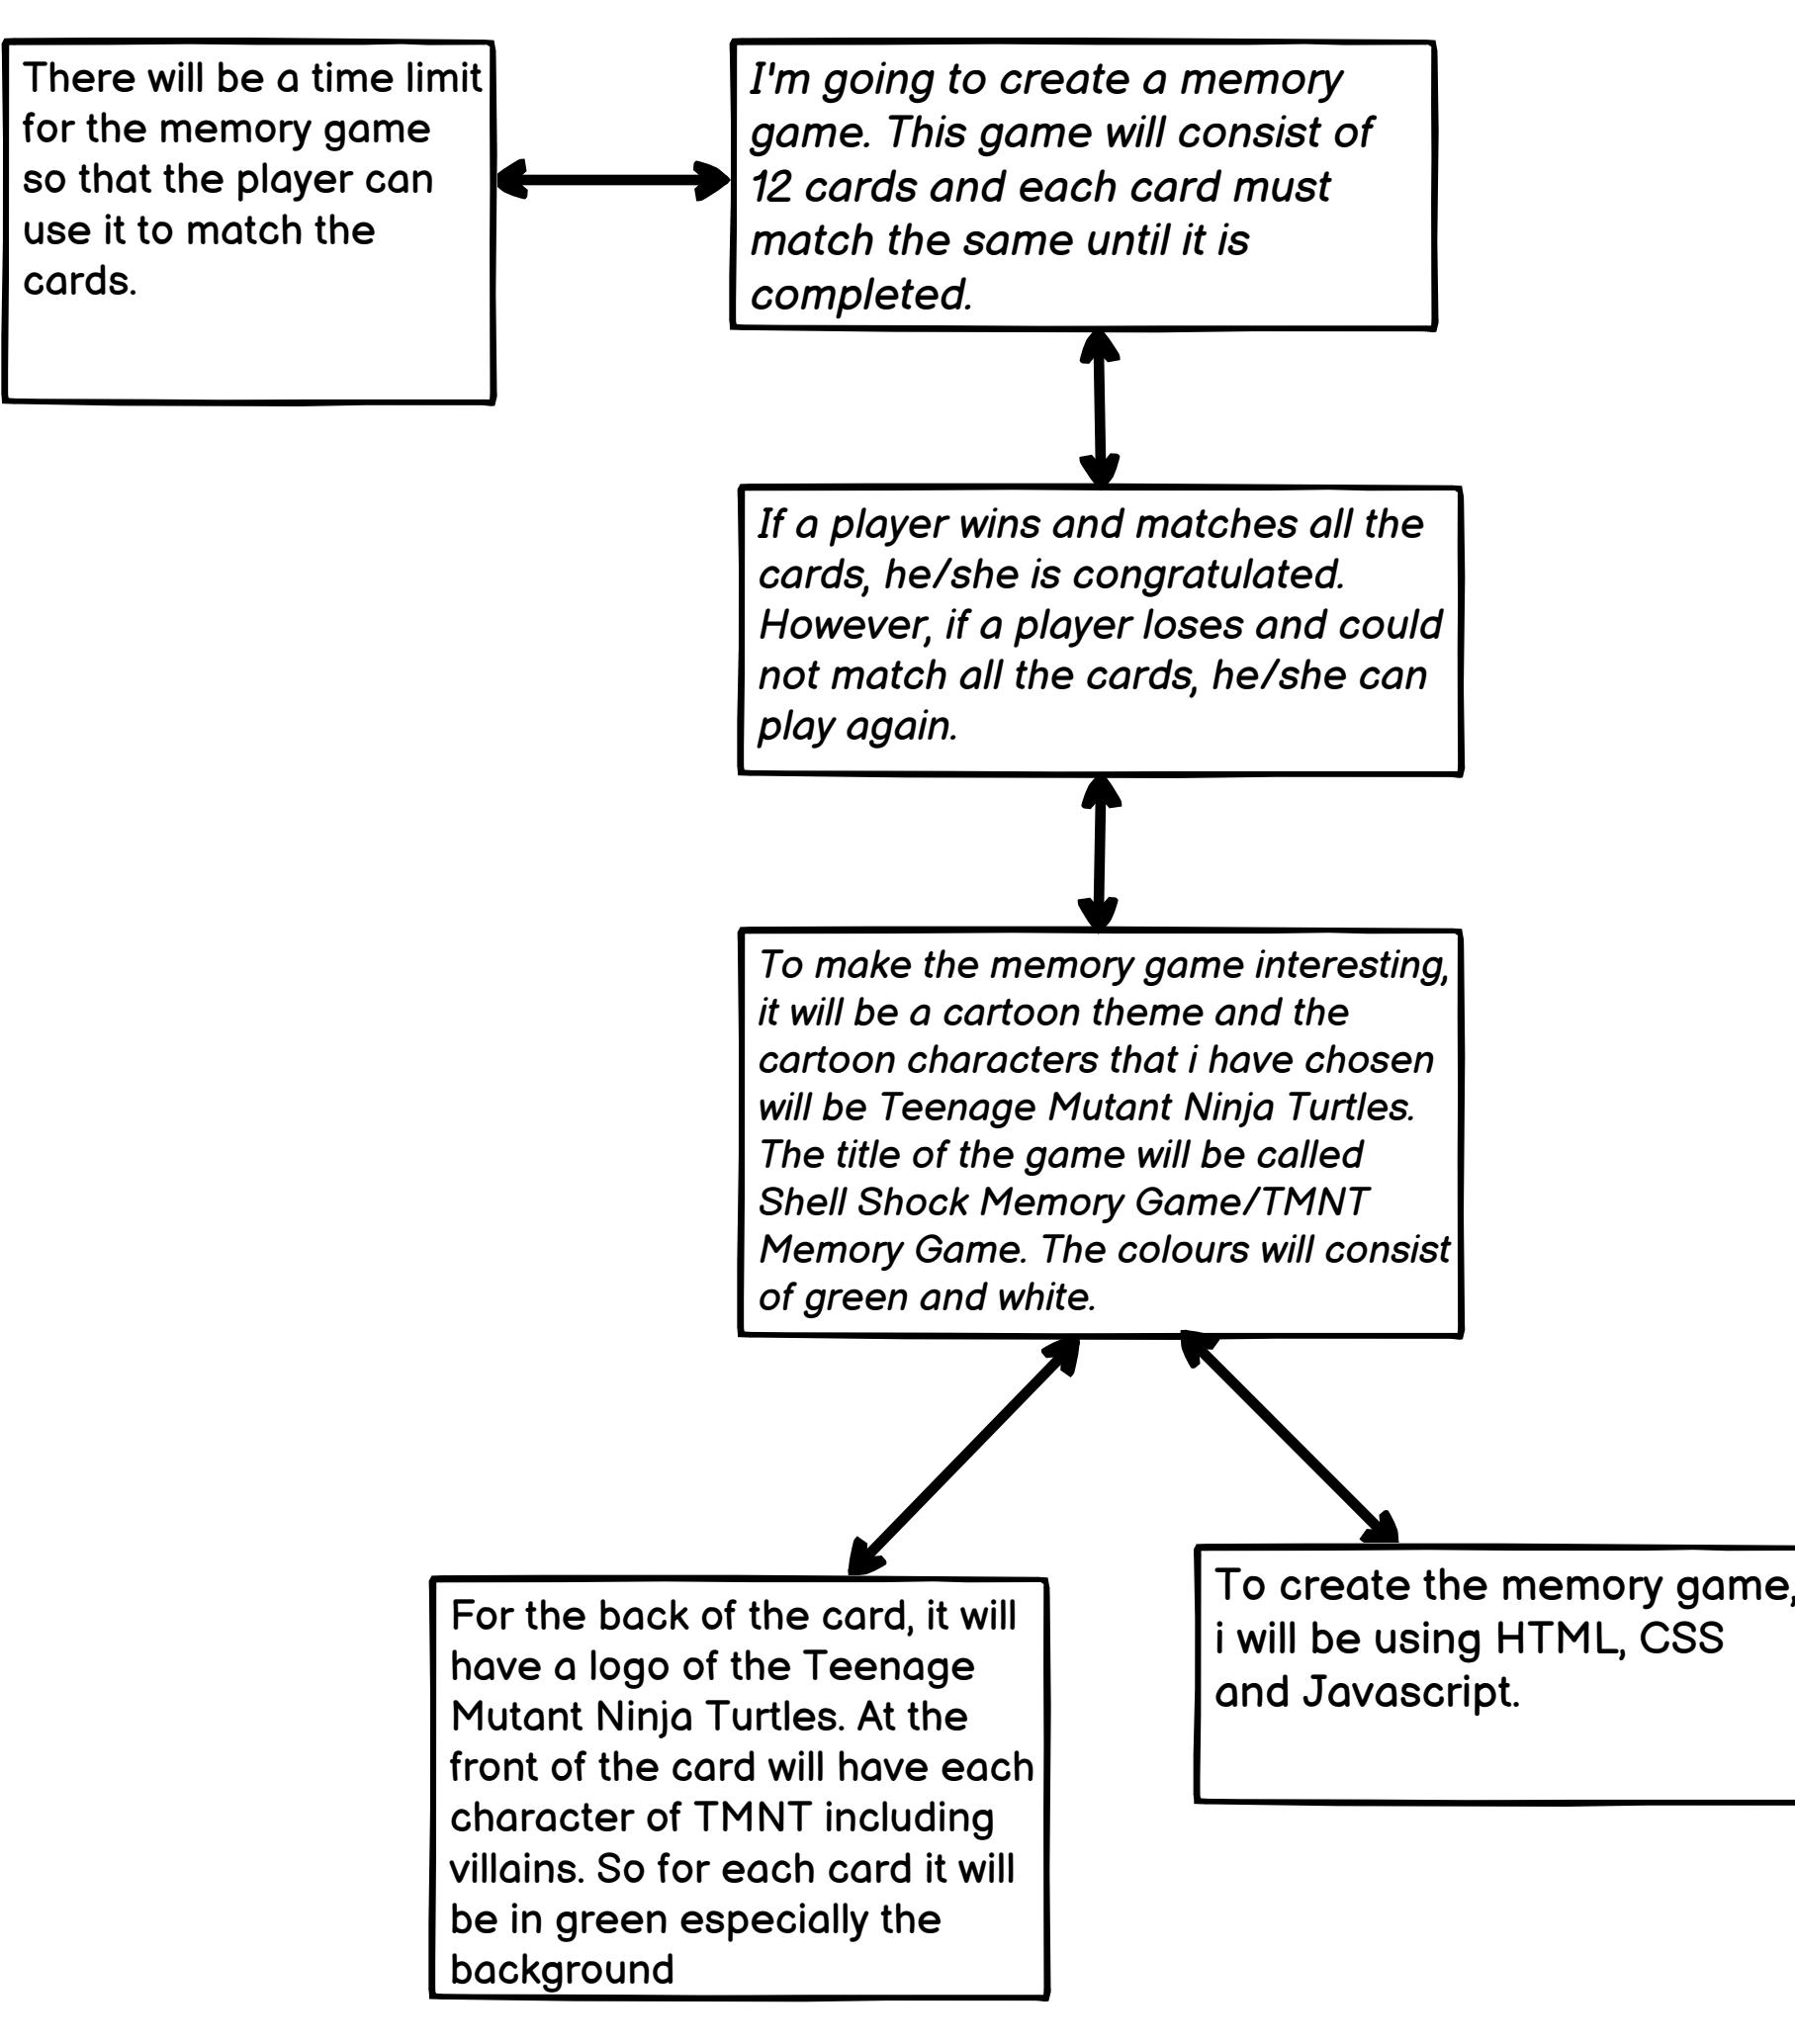 There will be a time limit
for the memory game
so that the player can
use it to match the
cards.
I'm going to create a memory
game. This game will consist of
12 cards and each card must
match the same until it is
completed.
If a player wins and matches all the
cards, he/she is congratulated.
However, if a player loses and could
not match all the cards, he/she can
play again.
To make the memory game interesting,
it will be a cartoon theme and the
cartoon characters that i have chosen
will be Teenage Mutant Ninja Turtles.
The title of the game will be called
Shell Shock Memory Game/TMNT
Memory Game. The colours will consist
of green and white.
For the back of the card, it will
have a logo of the Teenage
Mutant Ninja Turtles. At the
front of the card will have each
character of TMNT including
villains. So for each card it will
be in green especially the
background
To create the memory game,
i will be using HTML, CSS
and Javascript.